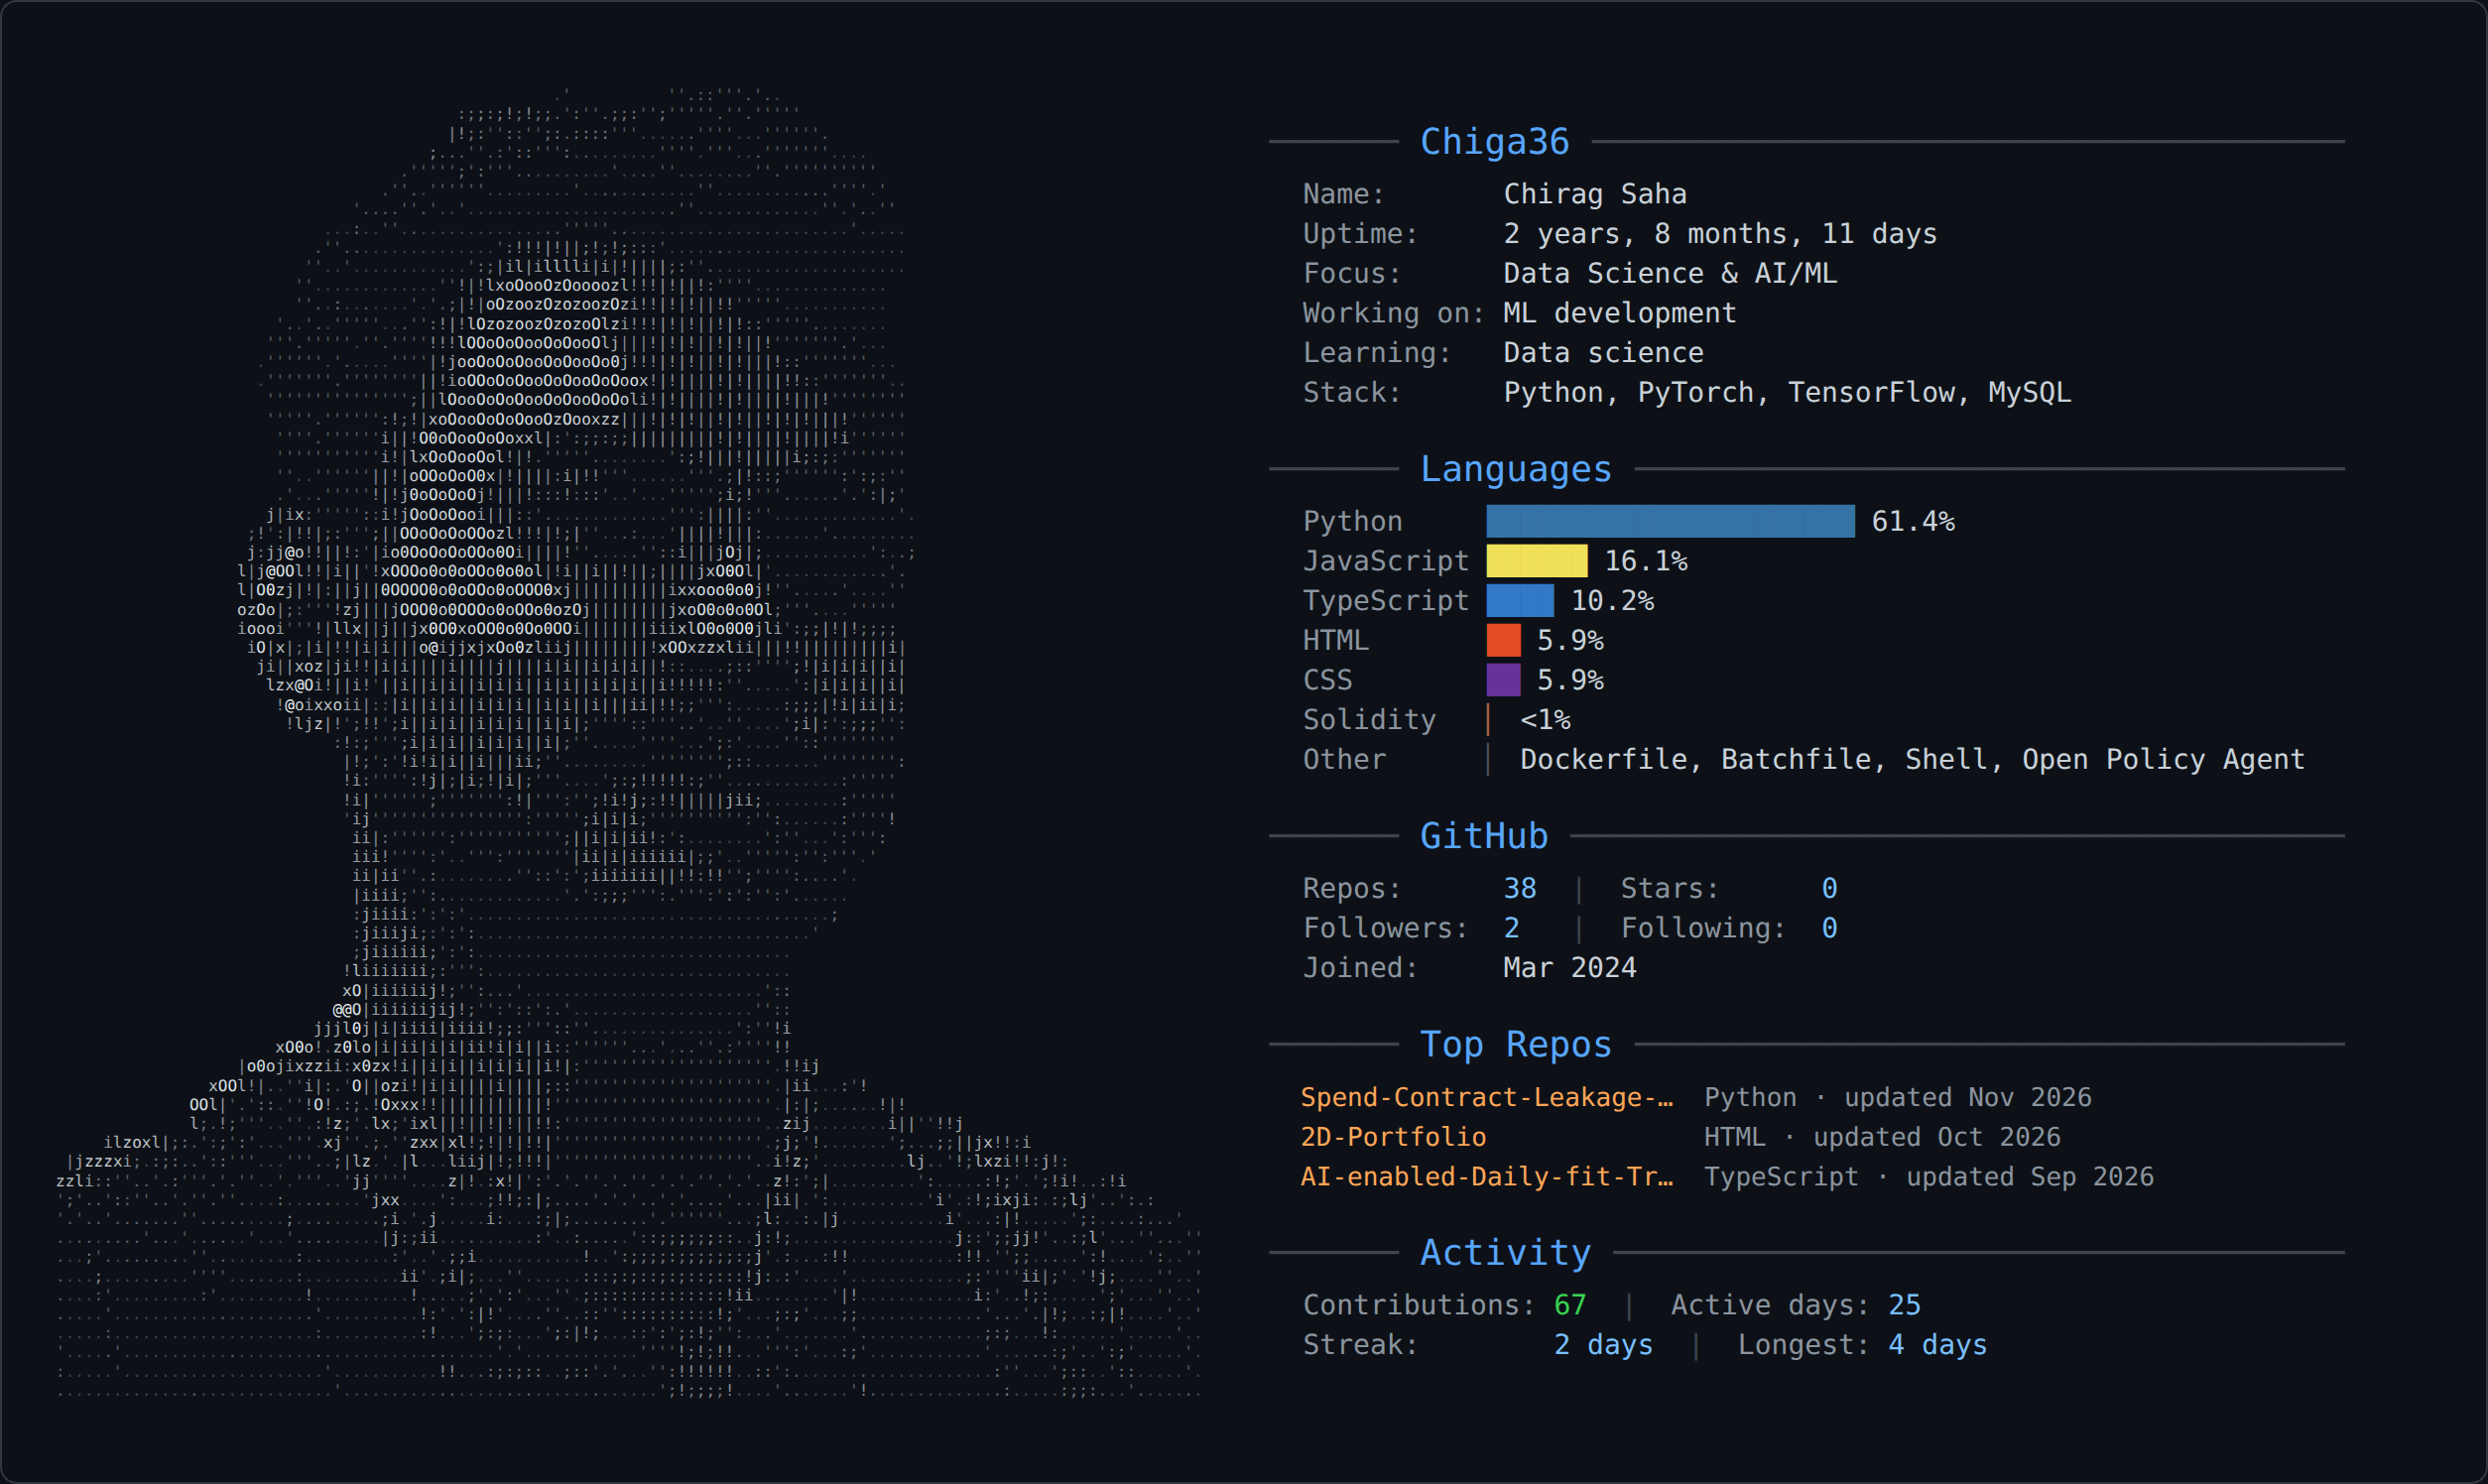 Chiga36
Name: Chirag Saha
Uptime: 2 years, 8 months, 11 days
Focus: Data Science & AI/ML
Working on: ML development
Learning: Data science
Stack: Python, PyTorch, TensorFlow, MySQL
Languages
Python 61.4%
JavaScript 16.1%
TypeScript 10.2%
HTML 5.9%
CSS 5.9%
Solidity <1%
Other Dockerfile, Batchfile, Shell, Open Policy Agent
GitHub
Repos: 38 | Stars: 0
Followers: 2 | Following: 0
Joined: Mar 2024
Top Repos
Spend-Contract-Leakage-… Python · updated Nov 2026
2D-Portfolio HTML · updated Oct 2026
AI-enabled-Daily-fit-Tr… TypeScript · updated Sep 2026
Activity
Contributions: 67 | Active days: 25
Streak: 2 days | Longest: 4 days